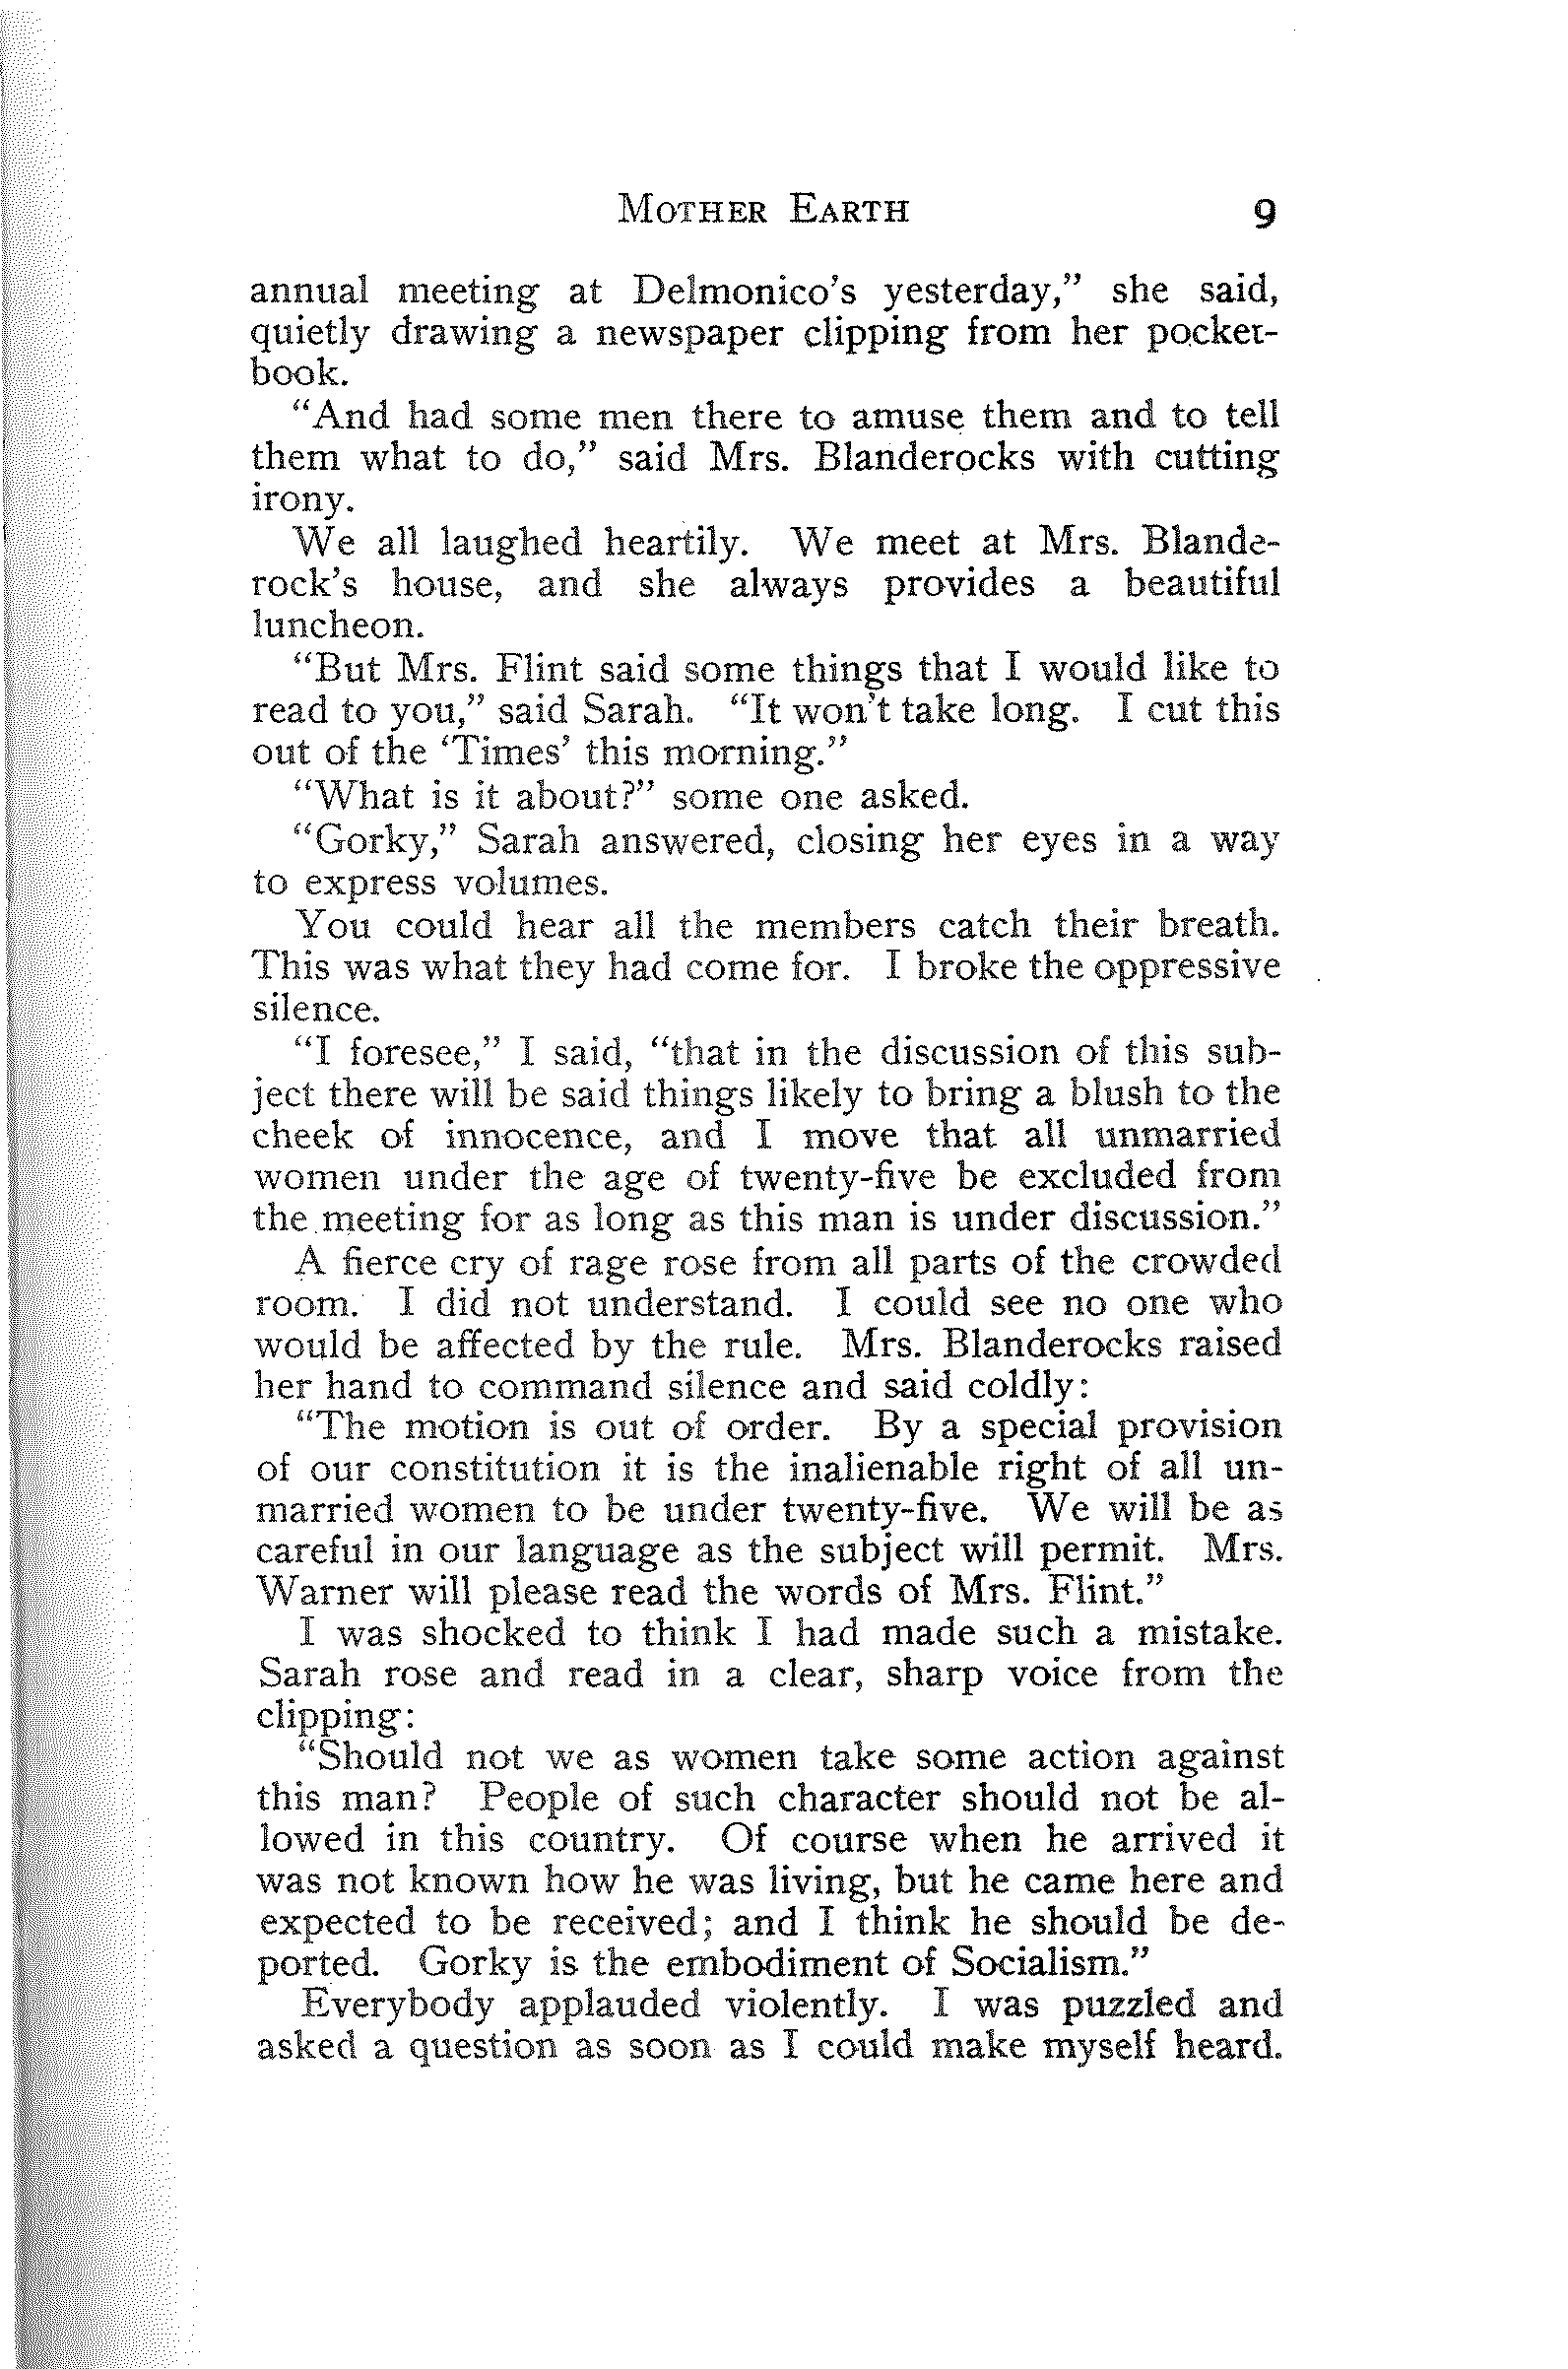 MOTHER EARTH 9
annual meeting at Delmonico's yesterday," she said,
quietly drawing a newspaper clipping from her pocket-
book.
"And had some men there to amuse them and to tell
them what to do," said Mrs. Blanderocks with cutting
irony.
We all laughed heartily. We meet at Mrs. Blande-
rock's house, and she always provides a beautiful
luncheon.
"But Mrs. Flint said some things that I would like to
read to you," said Sarah. "It won't take long. I cut this
out of the 'Times' this morning."
"What is it about?" some one asked.
"Gorky," Sarah answered, closing her eyes in a way
to express volumes.
You could hear all the members catch their breath.
This was what they had come for. I broke the oppressive
silence.
"I foresee," I said, "that in the discussion of this sub-
ject there will be said things likely to bring a blush to the
cheek of innocence, and I move that all unmarried
women under the age of twenty-five be excluded from
the meeting for as long as this man is under discussion."
A fierce cry of rage rose from all parts of the crowded
room. I did not understand. I could see no one who
would be affected by the rule. Mrs. Blanderocks raised
her hand to command silence and said coldly:
"The motion is out of order. By a special provision
of our constitution it is the inalienable right of all un-
married women to be under twenty-five. We will be as
careful in our language as the subject will permit. Mrs.
Warner will please read the words of Mrs. Flint."
I was shocked to think I had made such a mistake.
Sarah rose and read in a clear, sharp voice from the
clipping:
"Should not we as women take some action against
this man? People of such character should not be al-
lowed in this country. Of course when he arrived it
was not known how he was living, but he came here and
expected to be received; and I think he should be de-
ported. Gorky is the embodiment of Socialism."
Everybody applauded violently. I was puzzled and
asked a question as soon as I could make myself heard.